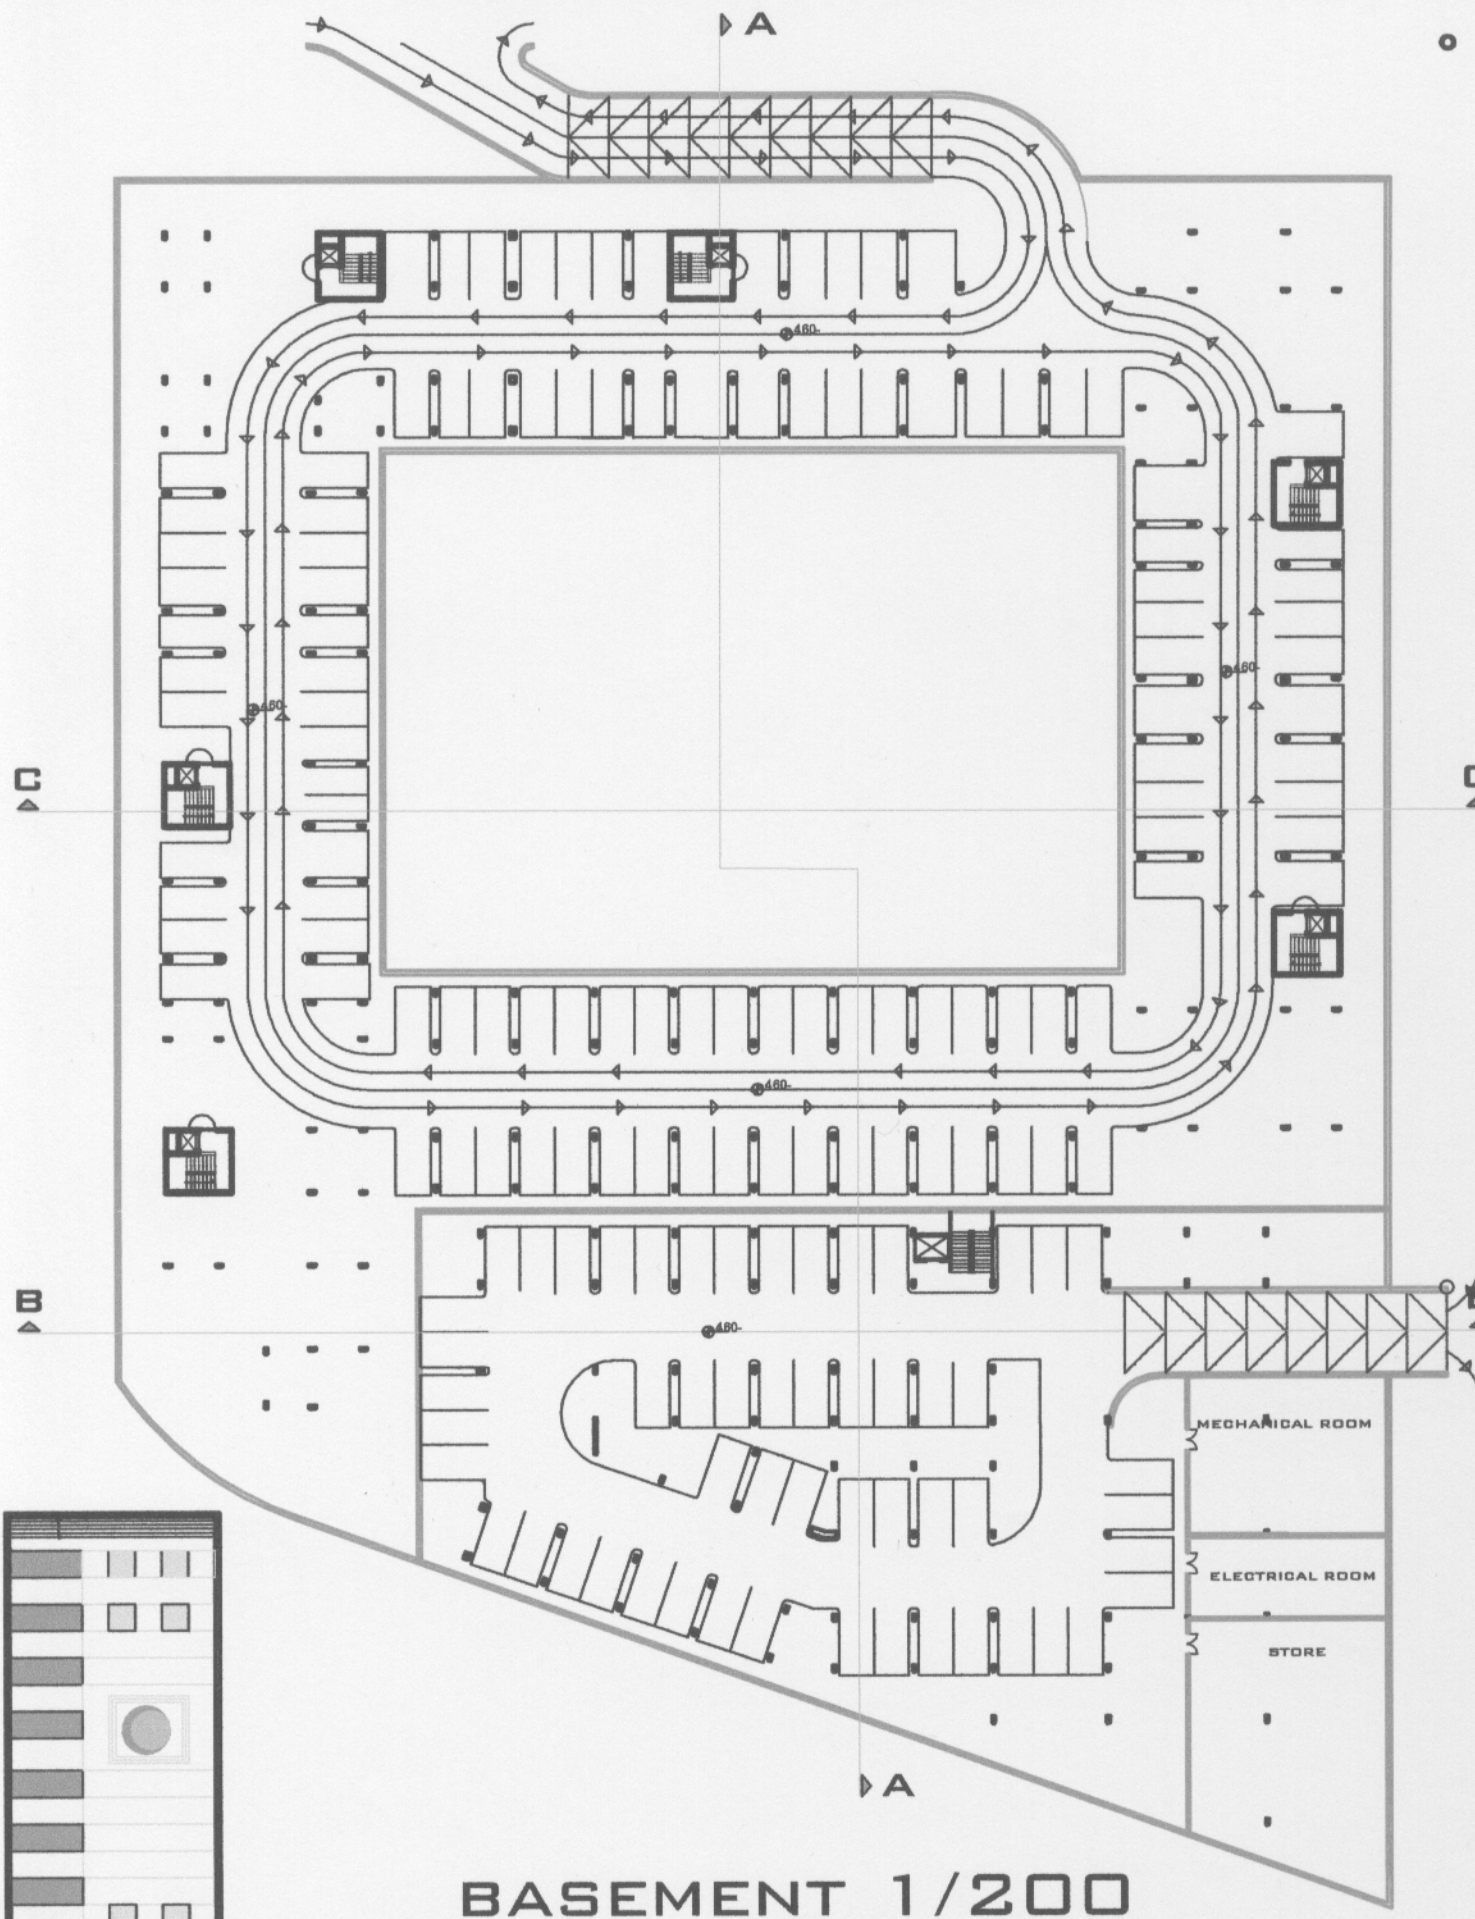 A
460-
460-
460-
C
C
460-
B
460-
MECHANICAL ROOM
ELECTRICAL ROOM
STORE
A
BASEMENT 1/200